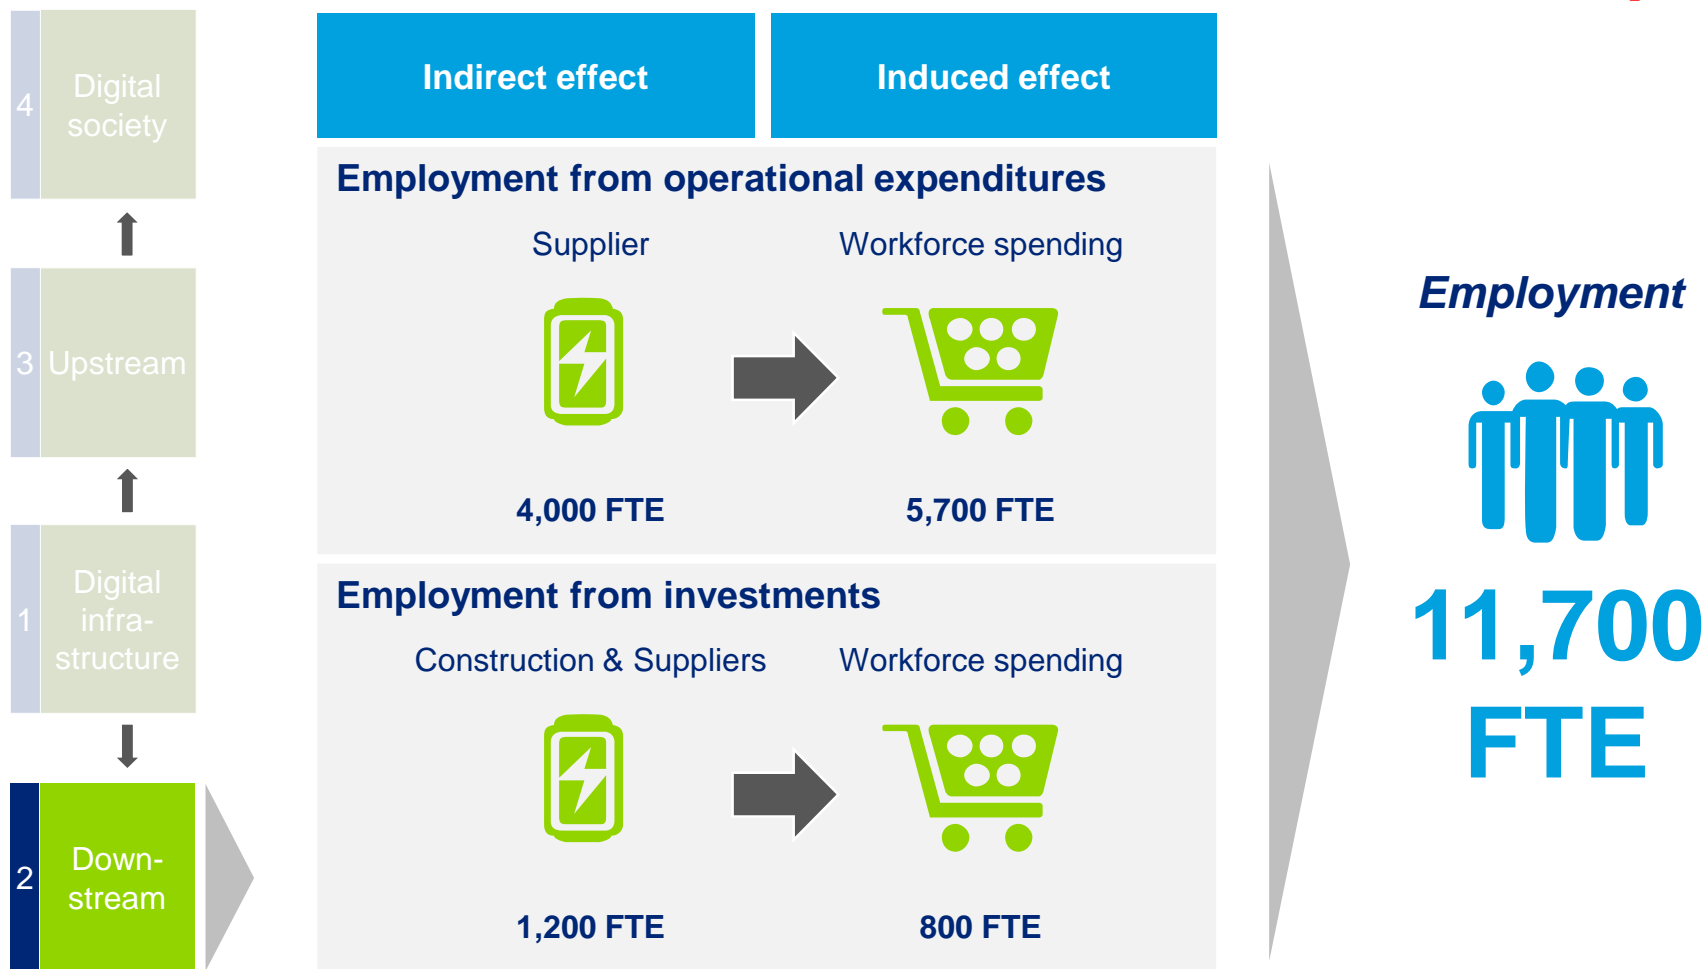 4
Digital
society
3
Upstream
1
Digital
infra-
structure
2
Down-
stream
Indirect effect
Induced effect
Employment from operational expenditures
Supplier
Workforce spending
4,000 FTE
5,700 FTE
Employment from investments
Construction & Suppliers
Workforce spending
1,200 FTE
800 FTE
Employment
11,700
FTE